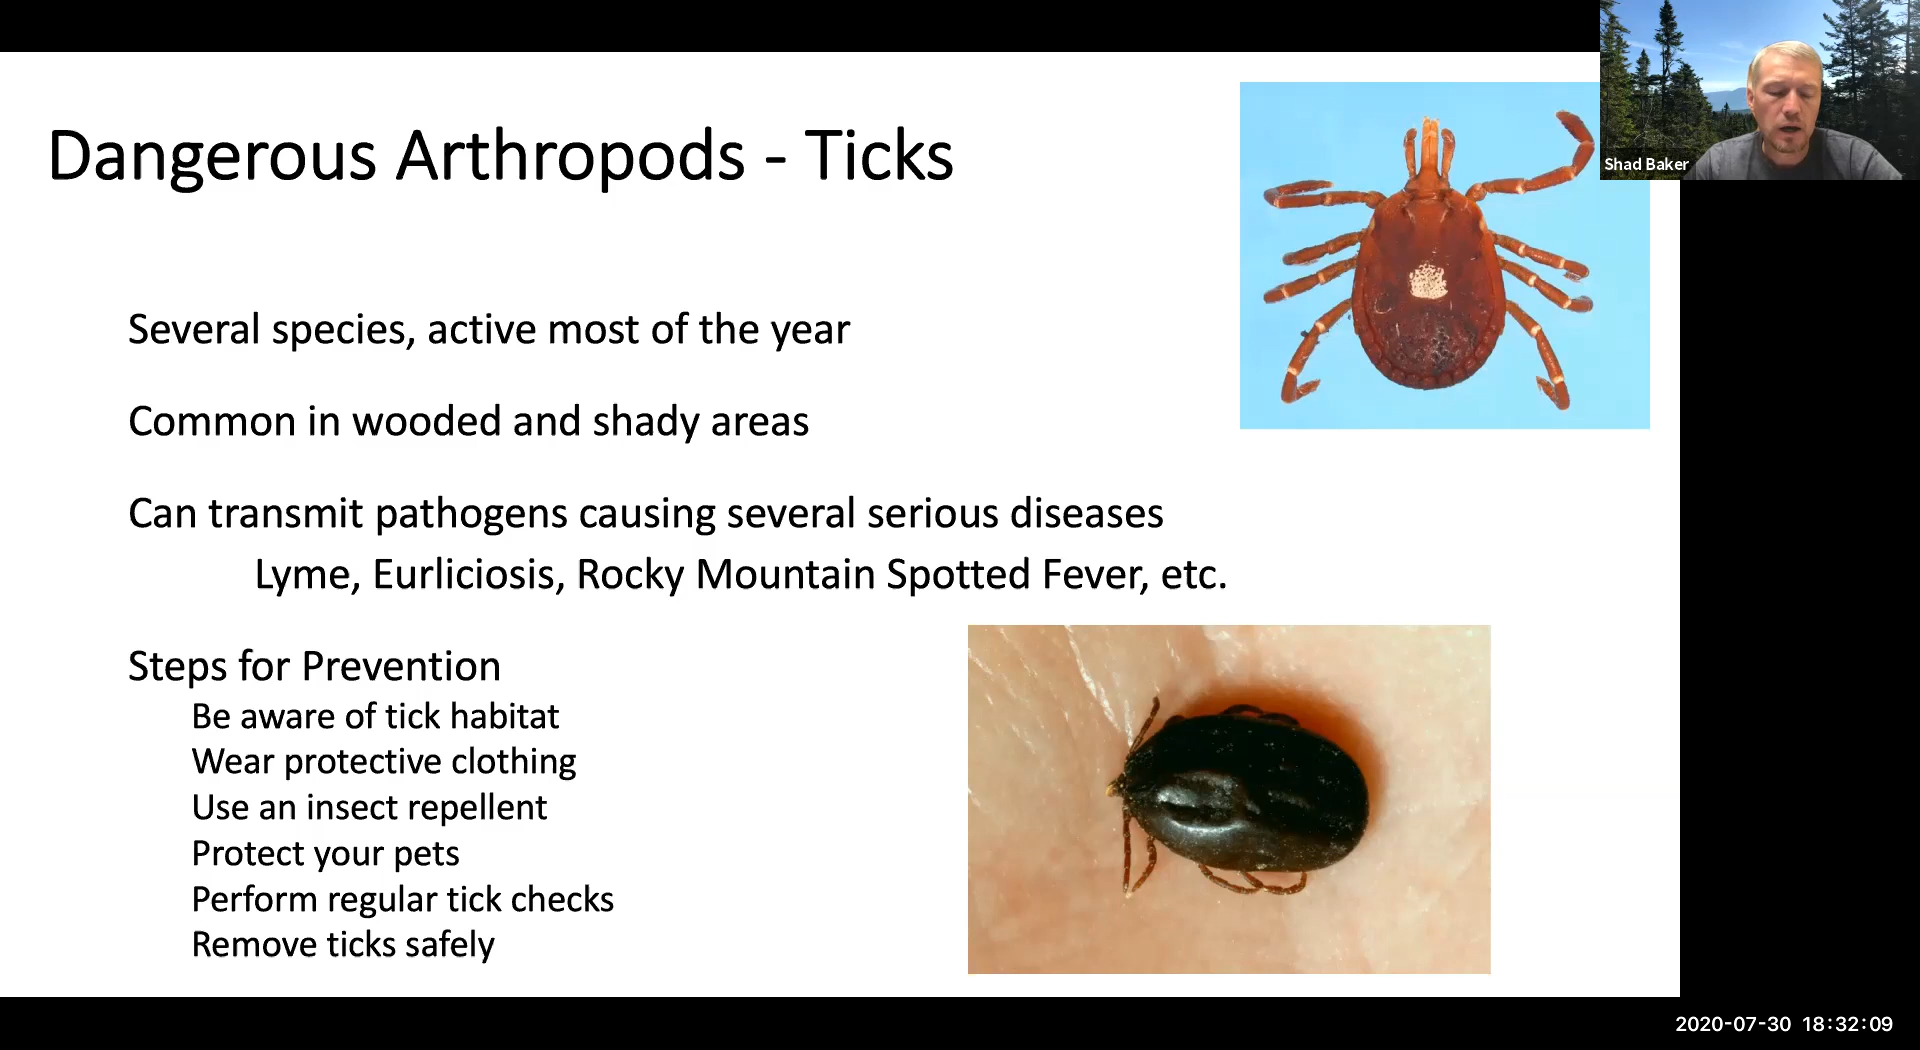 Shad Baker
Dangerous Arthropods - Ticks
Several species, active most of the year
Common in wooded and shady areas
Can transmit pathogens causing several serious diseases
Lyme, Eurliciosis, Rocky Mountain Spotted Fever, etc.
Steps for Prevention
Be aware of tick habitat
Wear protective clothing
Use an insect repellent
Protect your pets
Perform regular tick checks
Remove ticks safely
2020-07-30 18:32:09